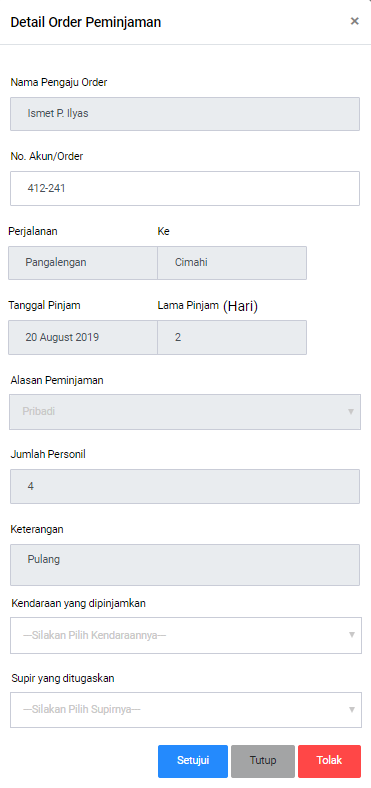 Detail Order Peminjaman ×
Nama Pengaju Order
Ismet P. Ilyas
No. Akun/Order
412-241
Perjalanan Ke
Pangalengan Cimahi
Tanggal Pinjam Lama Pinjam (Hari)
20 August 2019 2
Alasan Peminjaman
Pribadi
Jumlah Personil
4
Keterangan
Pulang
Kendaraan yang dipinjamkan
---Silakan Pilih Kendaraannya---
Supir yang ditugaskan
---Silakan Pilih Supirnya---
Setujui Tutup Tolak